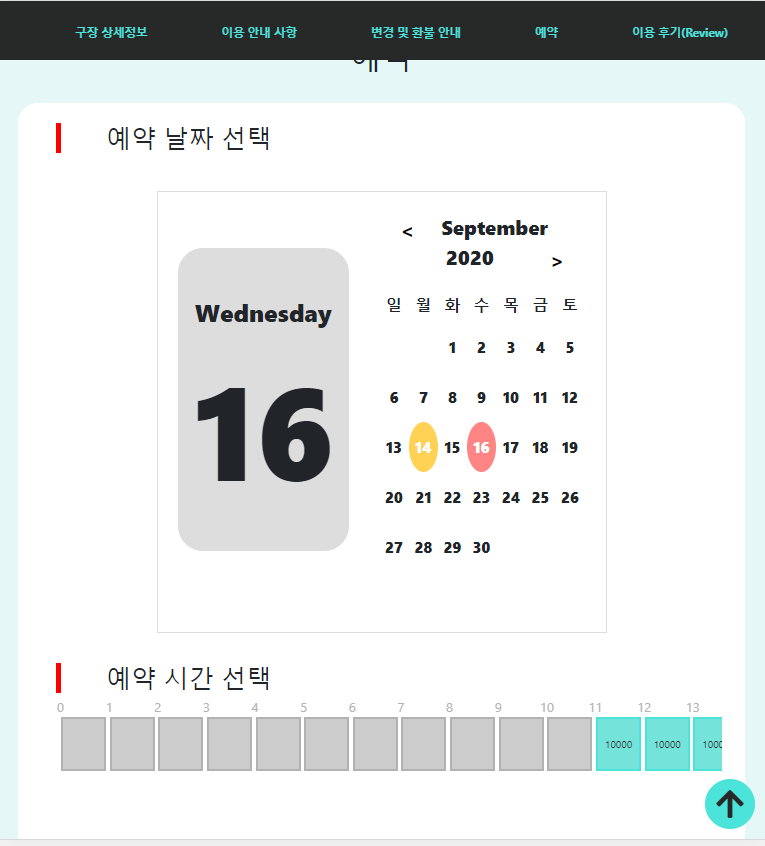 구장 상세정보 이용 안내 사항 변경 및 환불 안내 예약 이용 후기(Review)
예약
예약 날짜 선택
< September
2020 >
Wednesday
16
일 월 화 수 목 금 토
1 2 3 4 5
6 7 8 9 10 11 12
13 14 15 16 17 18 19
20 21 22 23 24 25 26
27 28 29 30
예약 시간 선택
0 1 2 3 4 5 6 7 8 9 10 11 12 13
10000 10000 1000